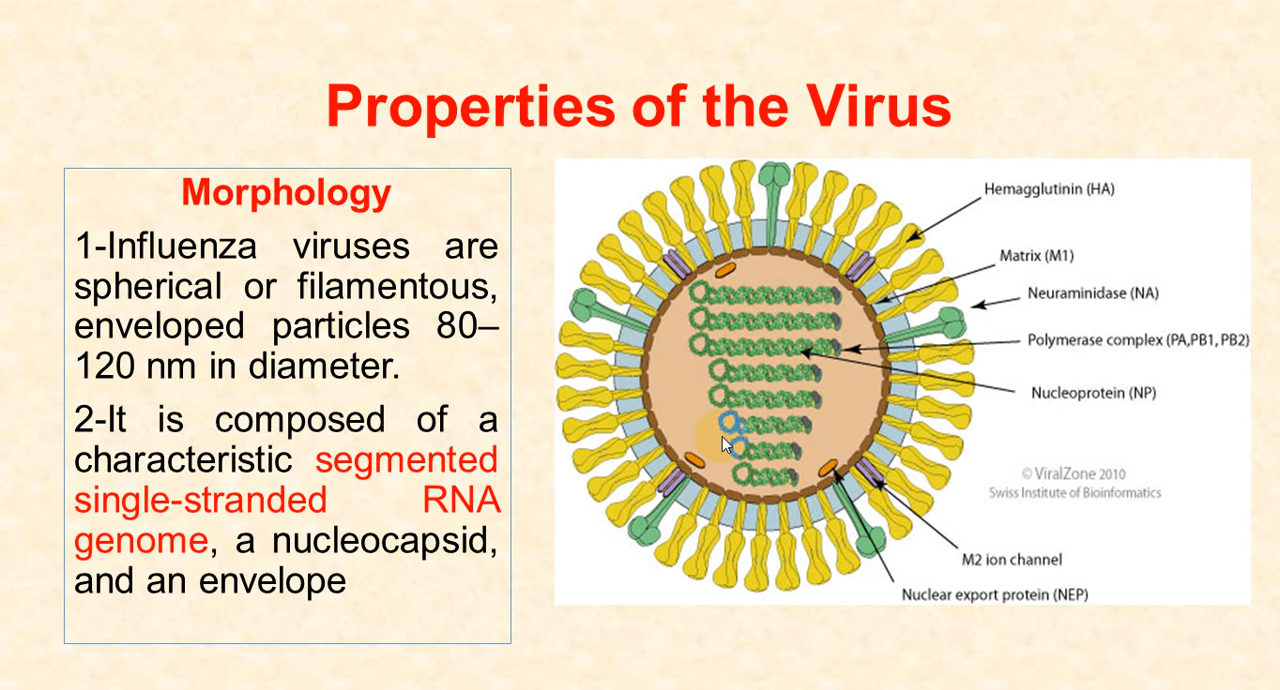 Properties of the Virus
Morphology
1-Influenza viruses are
spherical or filamentous,
enveloped particles 80–
120 nm in diameter.
2-It is composed of a
characteristic segmented
single-stranded RNA
genome, a nucleocapsid,
and an envelope
Hemagglutinin (HA)
Matrix (M1)
Neuraminidase (NA)
Polymerase complex (PA,PB1, PB2)
Nucleoprotein (NP)
© ViralZone 2010
Swiss Institute of Bioinformatics
M2 ion channel
Nuclear export protein (NEP)